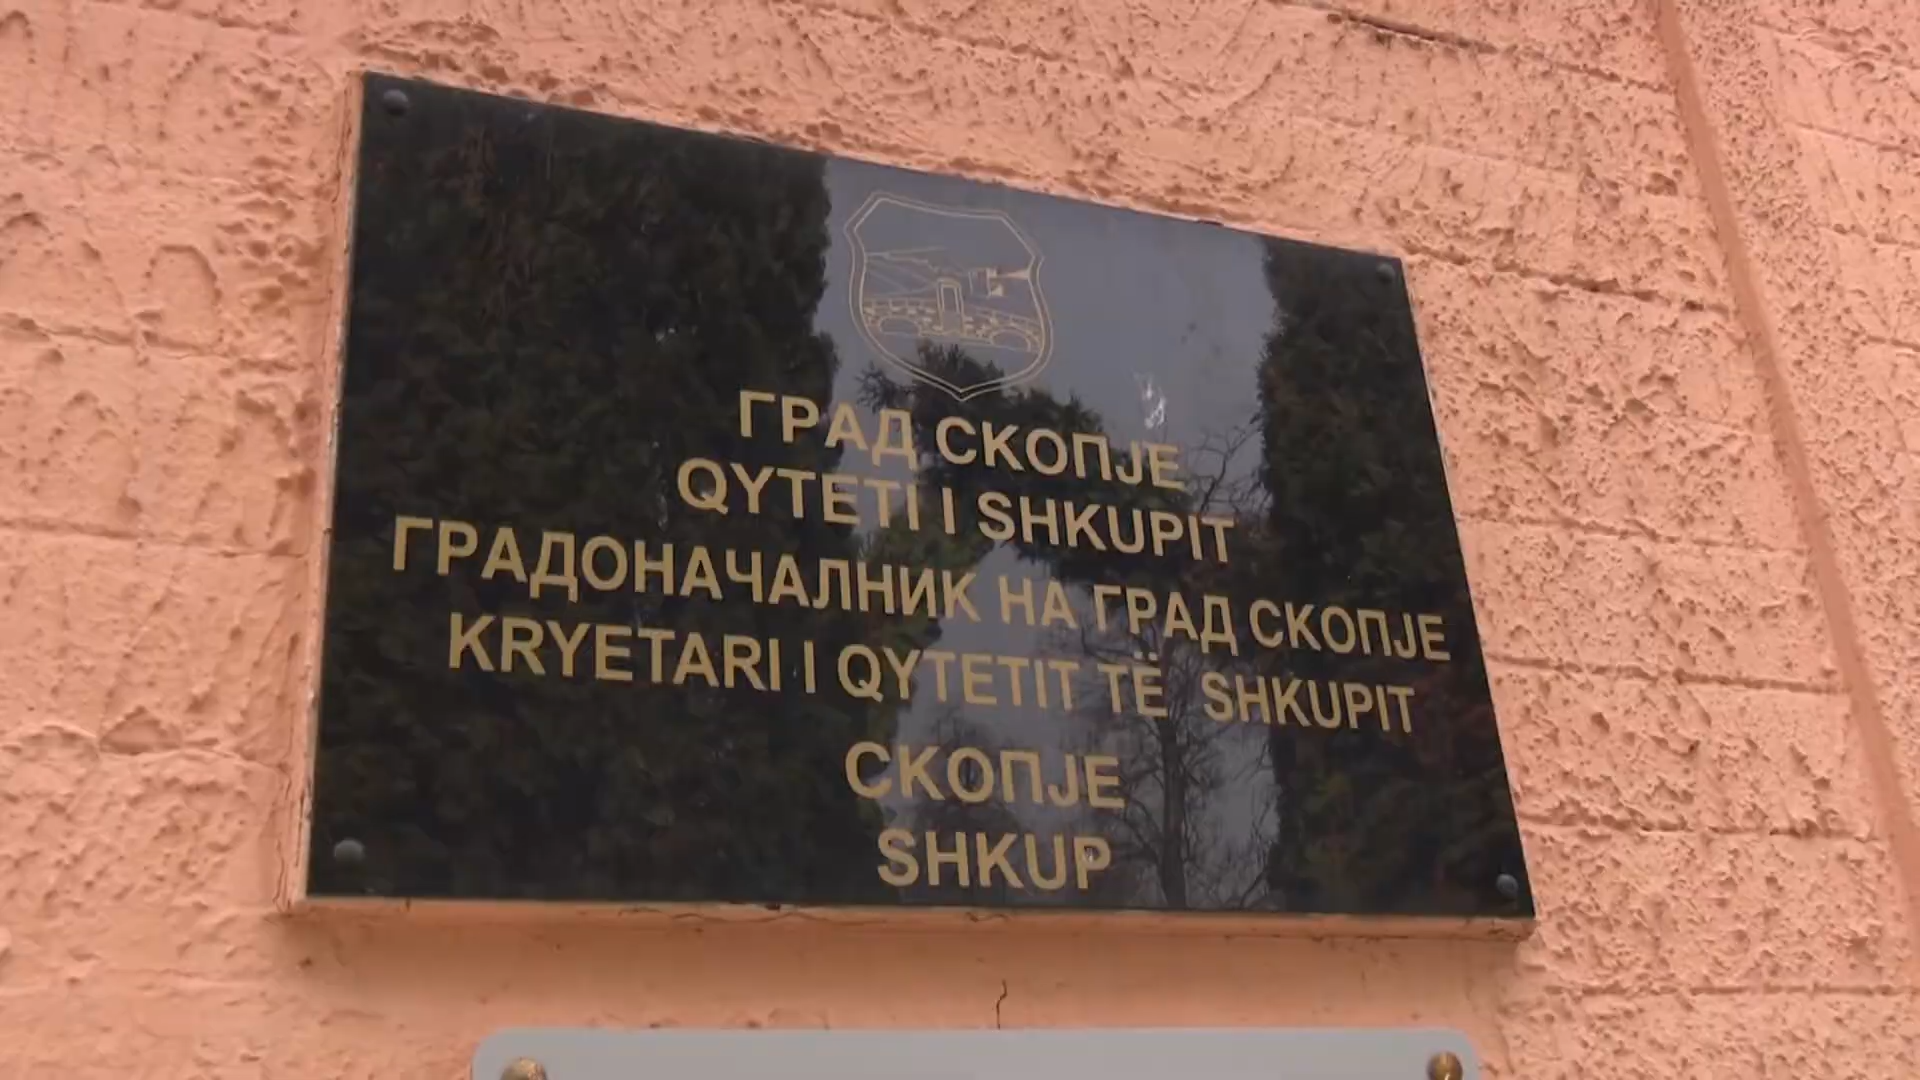 ГРАД СКОПЈЕ
QYTETI I SHKUPIT
ГРАДОНАЧАЛНИК НА ГРАД СКОПЈЕ
KRYETARI I QYTETIT TË SHKUPIT
СКОПЈЕ
SHKUP